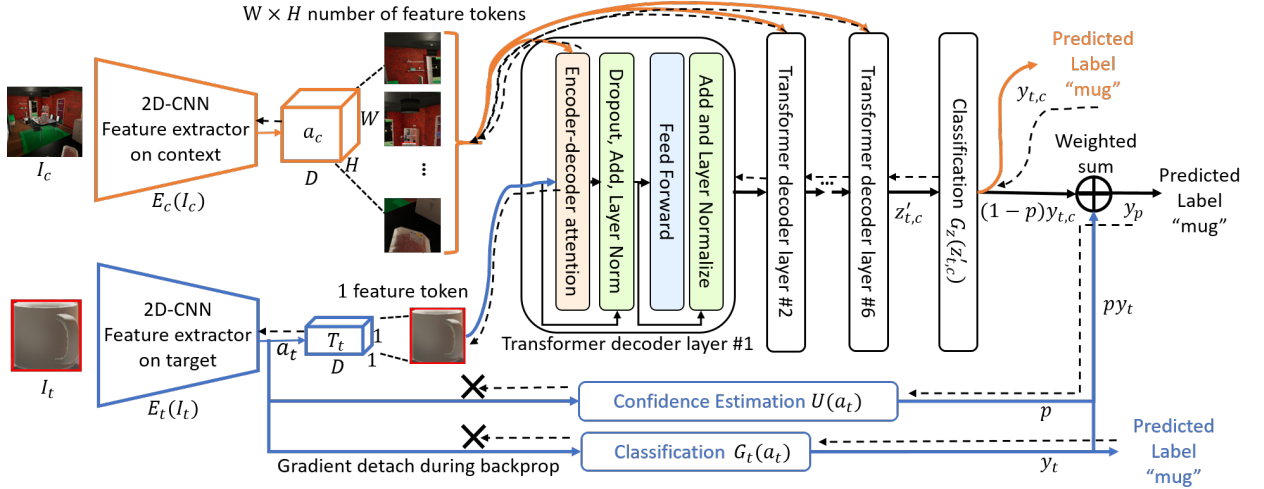 W × H number of feature tokens
2D-CNN
Feature extractor
on context
I_c
E_c(I_c)
a_c
W
H
D
⋮
Encoder-decoder attention
Dropout, Add, Layer Norm
Feed Forward
Add and Layer Normalize
Transformer decoder layer #1
Transformer decoder layer #2
...
Transformer decoder layer #6
z'_{t,c}
Classification G_z(z'_{t,c})
Predicted
Label
“mug”
y_{t,c}
Weighted
sum
(1 − p)y_{t,c}
y_p
Predicted
Label
“mug”
2D-CNN
Feature extractor
on target
I_t
E_t(I_t)
a_t
T_t
D
1
1
1 feature token
py_t
Confidence Estimation U(a_t)
p
Classification G_t(a_t)
y_t
Gradient detach during backprop
Predicted
Label
“mug”